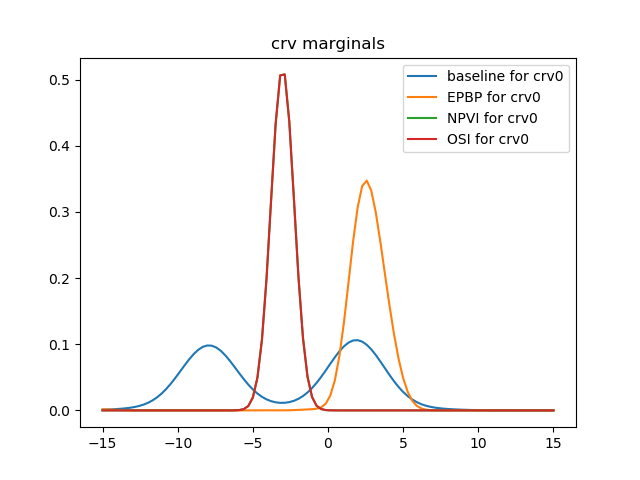 crv marginals
baseline for crv0
EPBP for crv0
NPVI for crv0
OSI for crv0
0.5
0.4
0.3
0.2
0.1
0.0
−15
−10
−5
0
5
10
15